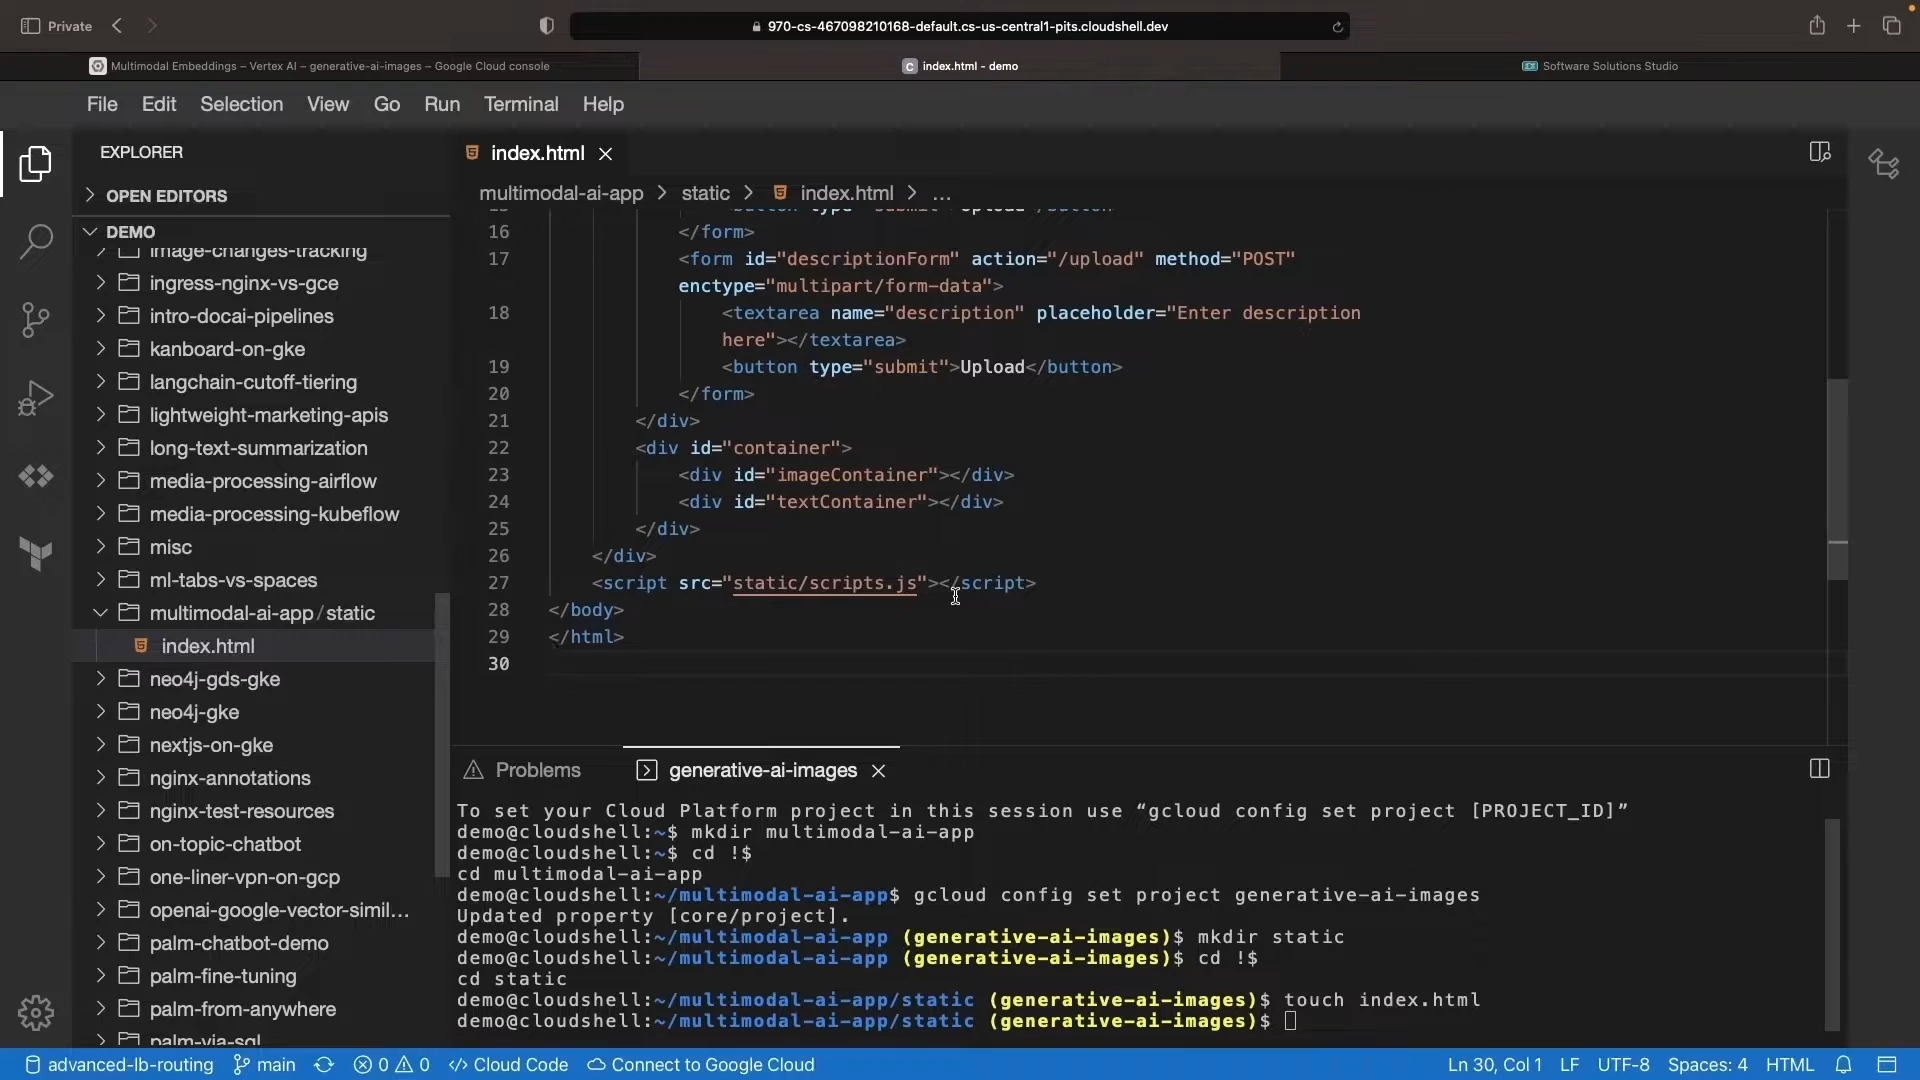 Private
970-cs-467098210168-default.cs-us-central1-pits.cloudshell.dev
Multimodal Embeddings – Vertex AI – generative-ai-images – Google Cloud console
index.html - demo
Software Solutions Studio
File Edit Selection View Go Run Terminal Help
EXPLORER
OPEN EDITORS
DEMO
image-changes-tracking
ingress-nginx-vs-gce
intro-docai-pipelines
kanboard-on-gke
langchain-cutoff-tiering
lightweight-marketing-apis
long-text-summarization
media-processing-airflow
media-processing-kubeflow
misc
ml-tabs-vs-spaces
multimodal-ai-app / static
index.html
neo4j-gds-gke
neo4j-gke
nextjs-on-gke
nginx-annotations
nginx-test-resources
on-topic-chatbot
one-liner-vpn-on-gcp
openai-google-vector-simil...
palm-chatbot-demo
palm-fine-tuning
palm-from-anywhere
palm-via-sql
index.html
multimodal-ai-app > static > index.html > ...
16 </form>
17 <form id="descriptionForm" action="/upload" method="POST"
enctype="multipart/form-data">
18 <textarea name="description" placeholder="Enter description
here"></textarea>
19 <button type="submit">Upload</button>
20 </form>
21 </div>
22 <div id="container">
23 <div id="imageContainer"></div>
24 <div id="textContainer"></div>
25 </div>
26 </div>
27 <script src="static/scripts.js"></script>
28 </body>
29 </html>
30
Problems
generative-ai-images
To set your Cloud Platform project in this session use “gcloud config set project [PROJECT_ID]”
demo@cloudshell:~$ mkdir multimodal-ai-app
demo@cloudshell:~$ cd !$
cd multimodal-ai-app
demo@cloudshell:~/multimodal-ai-app$ gcloud config set project generative-ai-images
Updated property [core/project].
demo@cloudshell:~/multimodal-ai-app (generative-ai-images)$ mkdir static
demo@cloudshell:~/multimodal-ai-app (generative-ai-images)$ cd !$
cd static
demo@cloudshell:~/multimodal-ai-app/static (generative-ai-images)$ touch index.html
demo@cloudshell:~/multimodal-ai-app/static (generative-ai-images)$
advanced-lb-routing main 0 0 </> Cloud Code Connect to Google Cloud Ln 30, Col 1 LF UTF-8 Spaces: 4 HTML